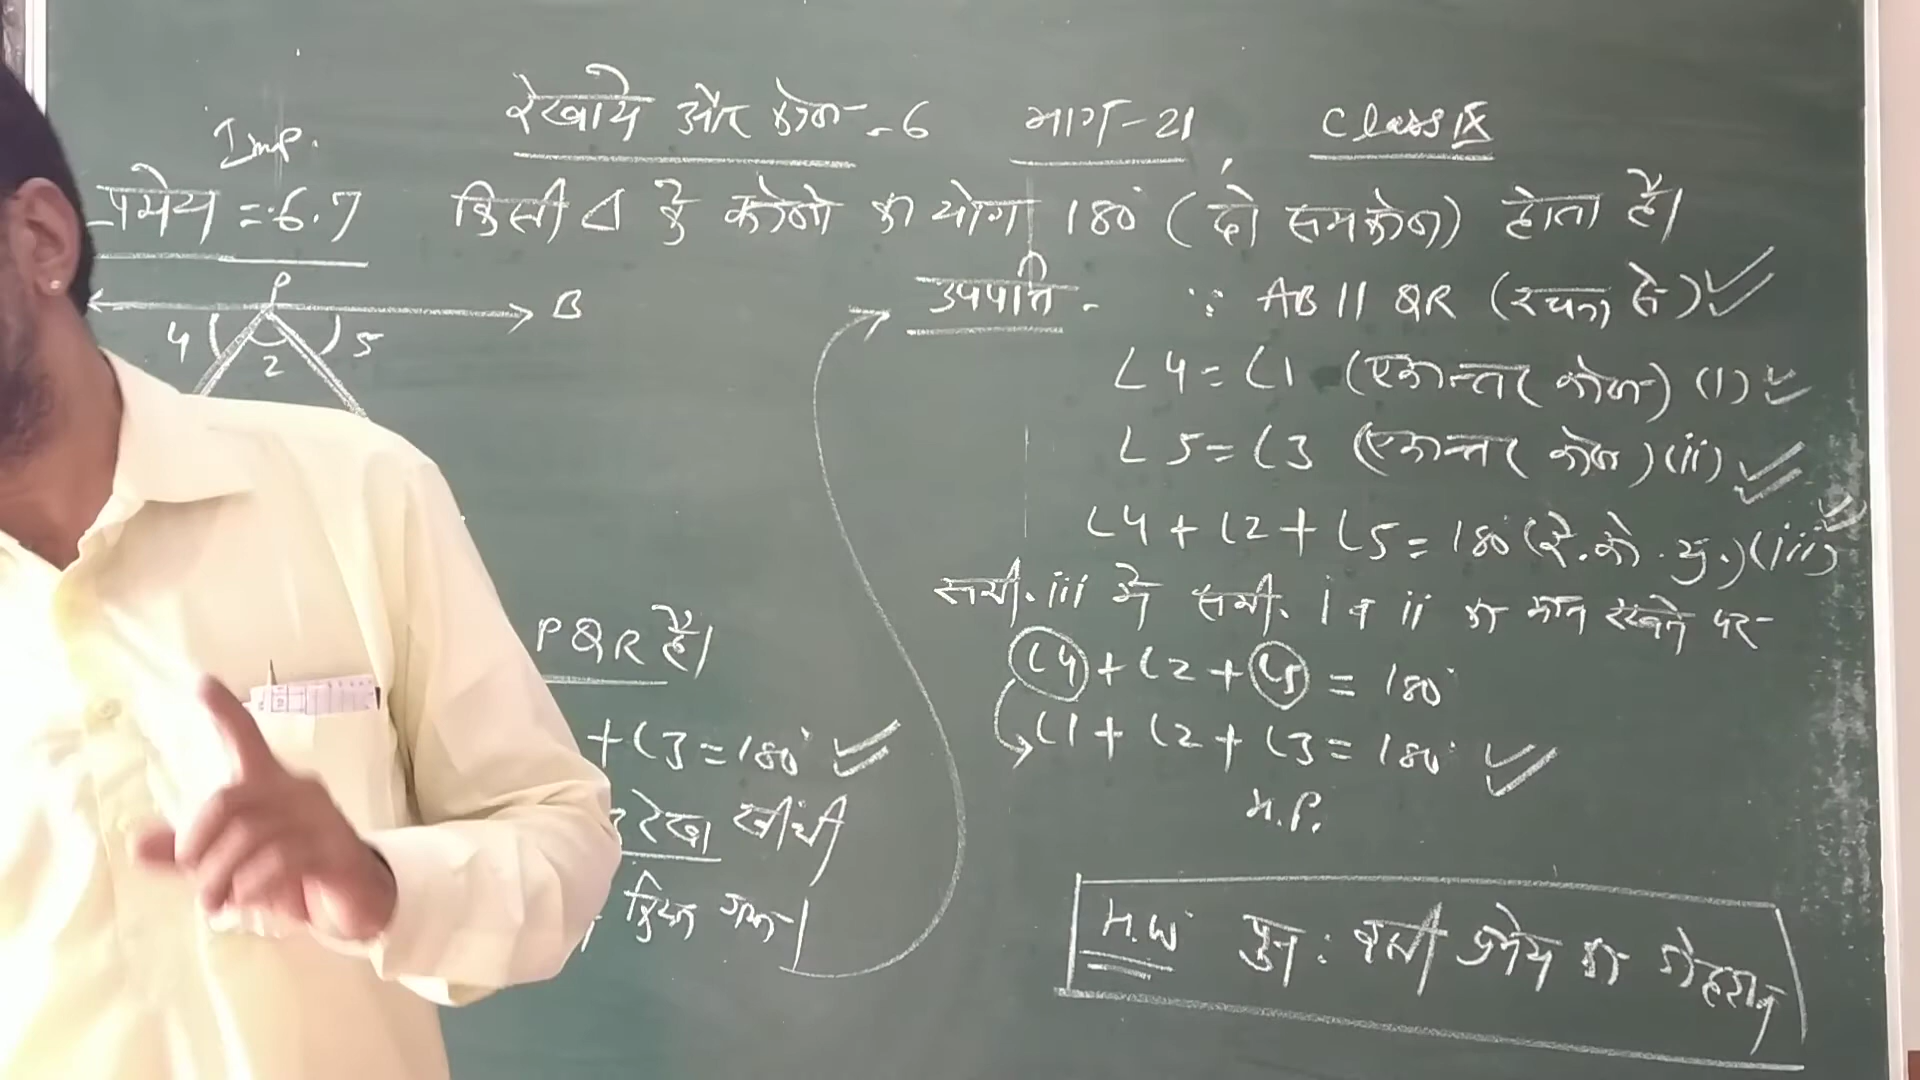 रेखाये और कोण-6 भाग-21 Class IX
Imp.
प्रमेय =:6.7 किसी Δ के कोणो का योग 180° (दो समकोण) होता है।
P
B
4 2 5
उपपत्ति - ∵ AB || QR (रचना से)
∠4 = ∠1 (एकान्तर कोण) (i)
∠5 = ∠3 (एकान्तर कोण) (ii)
∠4 + ∠2 + ∠5 = 180° (रे.को.यु.) (iii)
समी. iii मे समी. i व ii का मान रखने पर-
∠4 + ∠2 + ∠5 = 180°
∠1 + ∠2 + ∠3 = 180°
H.P.
PQR है।
+ ∠3 = 180°
रेखा खींची
किया गया।
H.W पुन: इसी प्रमेय का दोहरान